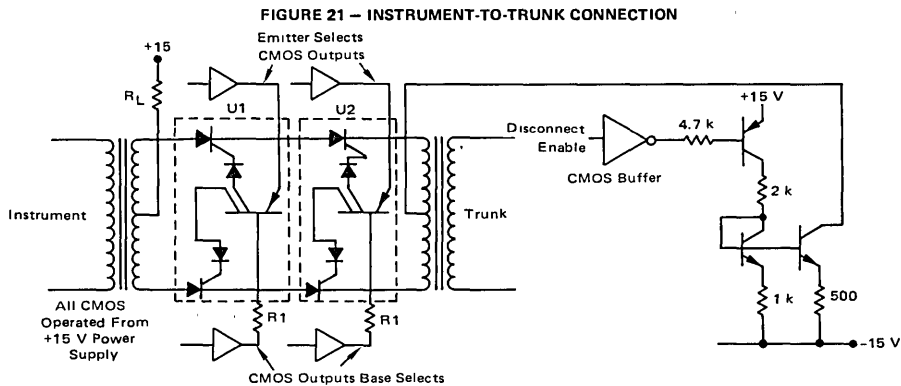 FIGURE 21 – INSTRUMENT-TO-TRUNK CONNECTION
Emitter Selects
CMOS Outputs
+15
RL
U1
U2
+15 V
Disconnect
Enable
4.7 k
CMOS Buffer
2 k
Instrument
Trunk
1 k
500
R1
R1
All CMOS
Operated From
+15 V Power
Supply
-15 V
CMOS Outputs Base Selects